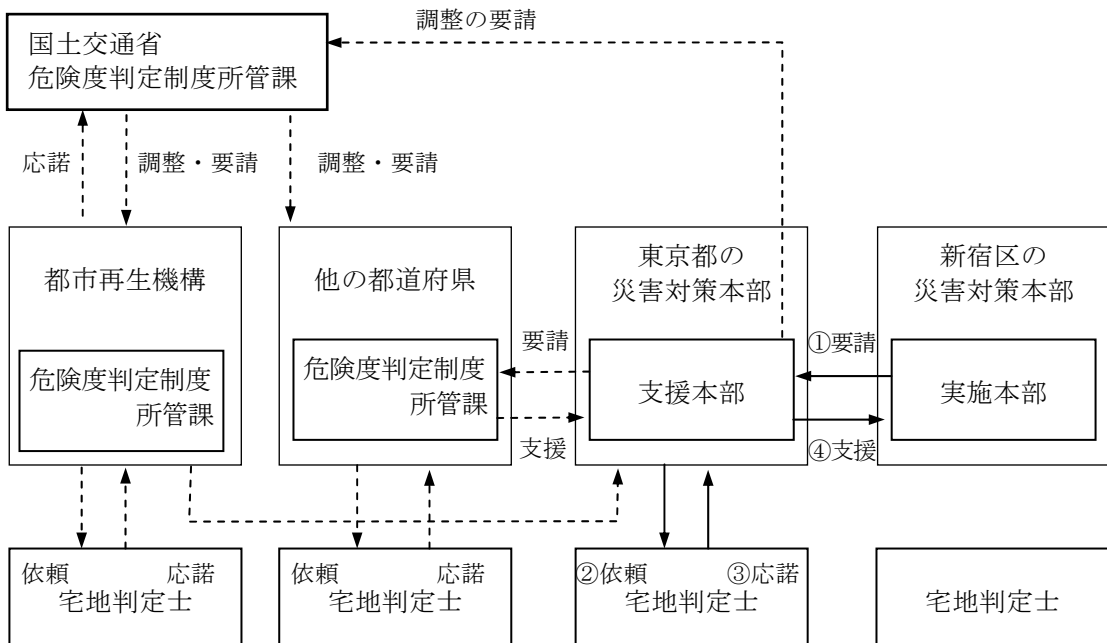 調整の要請
国土交通省
危険度判定制度所管課
応諾
調整・要請
調整・要請
都市再生機構
他の都道府県
東京都の
災害対策本部
新宿区の
災害対策本部
危険度判定制度
所管課
危険度判定制度
所管課
要請
支援
支援本部
①要請
④支援
実施本部
依頼
応諾
宅地判定士
依頼
応諾
宅地判定士
②依頼
③応諾
宅地判定士
宅地判定士